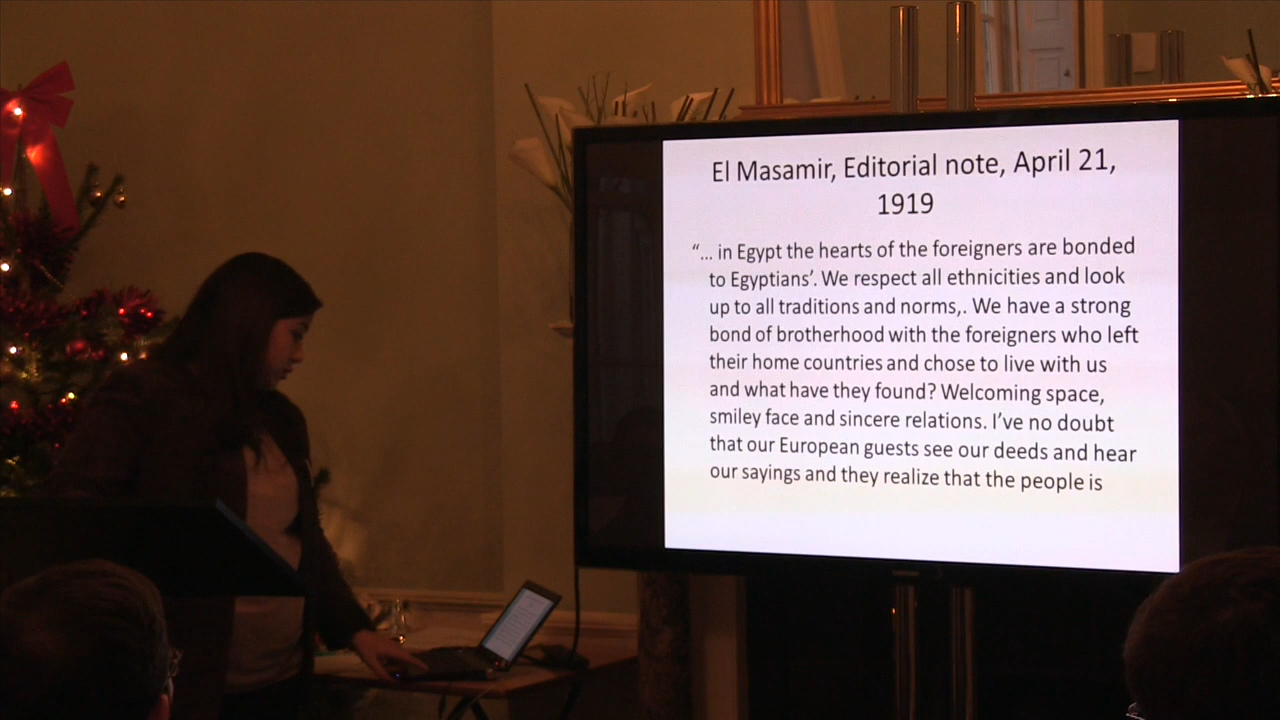 El Masamir, Editorial note, April 21,
1919
“... in Egypt the hearts of the foreigners are bonded
to Egyptians’. We respect all ethnicities and look
up to all traditions and norms,. We have a strong
bond of brotherhood with the foreigners who left
their home countries and chose to live with us
and what have they found? Welcoming space,
smiley face and sincere relations. I’ve no doubt
that our European guests see our deeds and hear
our sayings and they realize that the people is